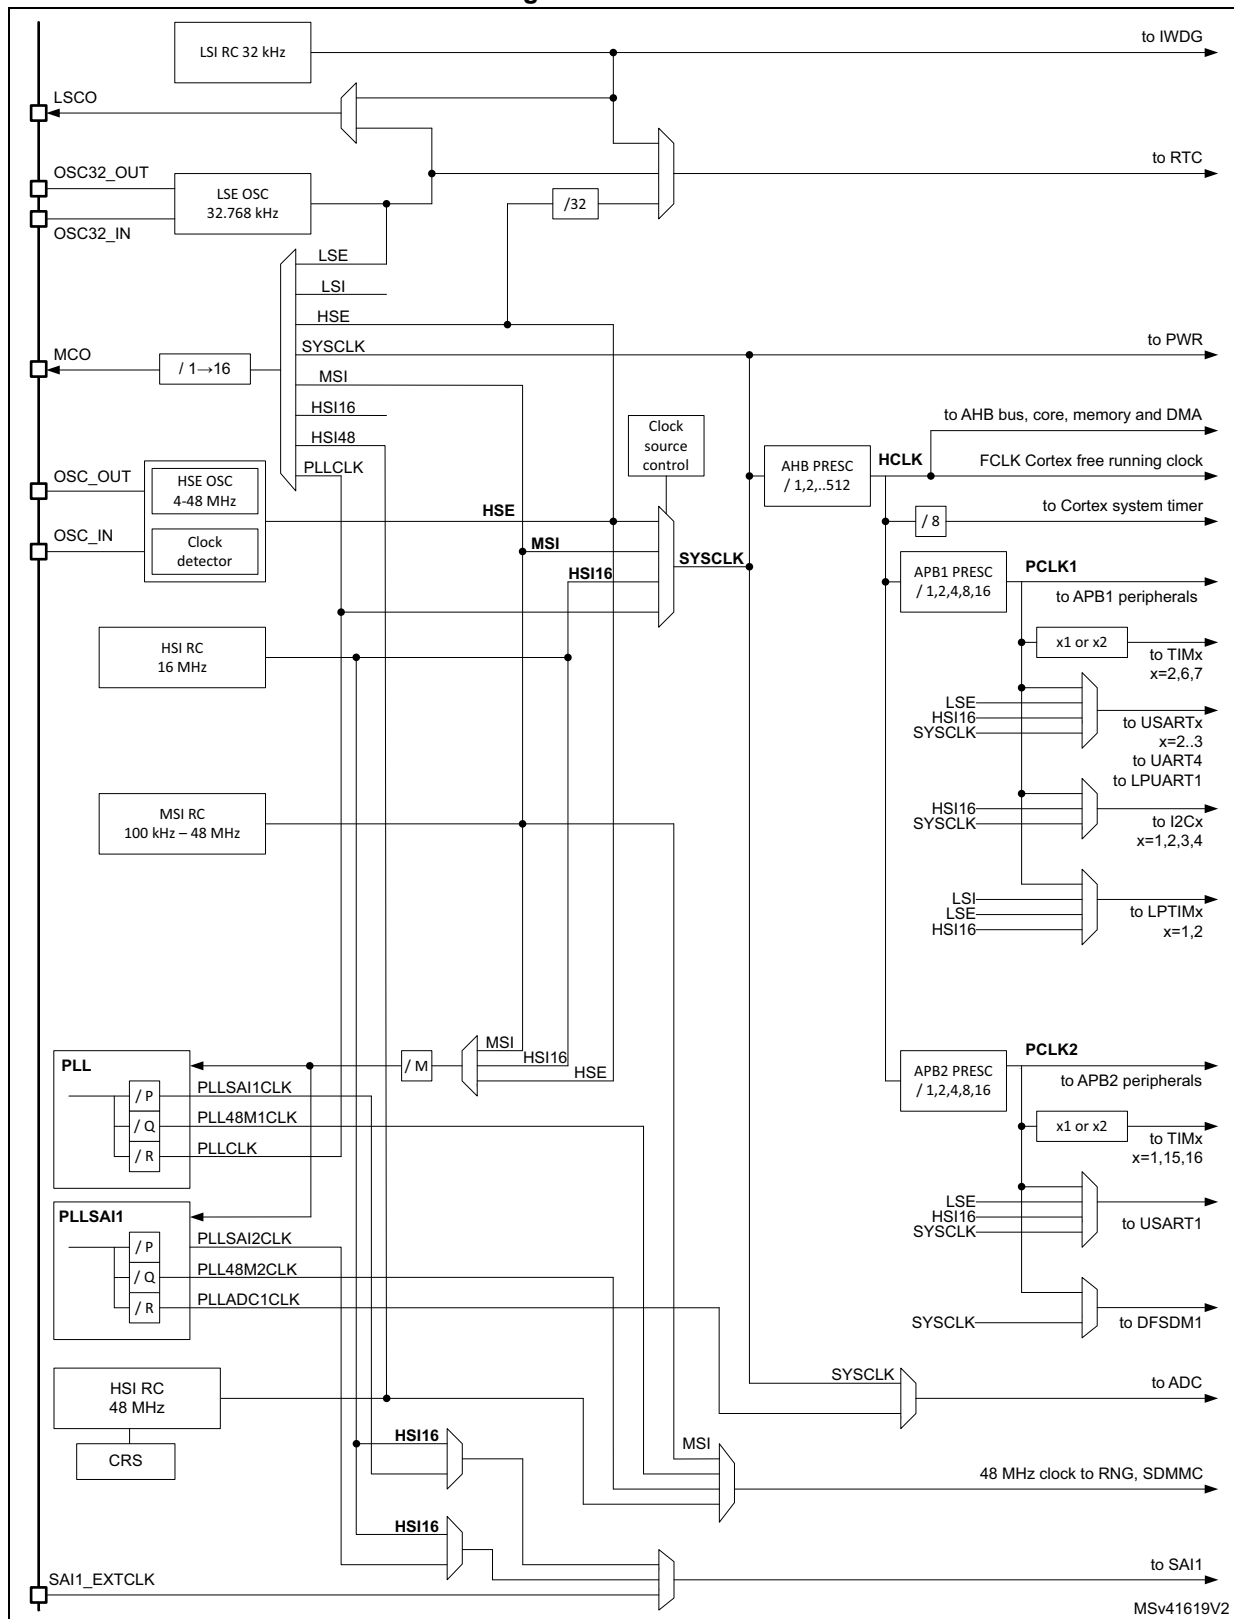 LSI RC 32 kHz
to IWDG
LSCO
OSC32_OUT
to RTC
LSE OSC
32.768 kHz
/32
OSC32_IN
LSE
LSI
HSE
SYSCLK
to PWR
MCO
/ 1→16
MSI
HSI16
HSI48
PLLCLK
Clock
source
control
to AHB bus, core, memory and DMA
AHB PRESC
/ 1,2,..512
HCLK
FCLK Cortex free running clock
OSC_OUT
HSE OSC
4-48 MHz
HSE
/ 8
to Cortex system timer
OSC_IN
Clock
detector
MSI
SYSCLK
HSI16
APB1 PRESC
/ 1,2,4,8,16
PCLK1
to APB1 peripherals
HSI RC
16 MHz
x1 or x2
to TIMx
x=2,6,7
LSE
HSI16
SYSCLK
to USARTx
x=2..3
to UART4
to LPUART1
MSI RC
100 kHz – 48 MHz
HSI16
SYSCLK
to I2Cx
x=1,2,3,4
LSI
LSE
HSI16
to LPTIMx
x=1,2
PLL
/ M
MSI
HSI16
HSE
APB2 PRESC
/ 1,2,4,8,16
PCLK2
to APB2 peripherals
/ P
PLLSAI1CLK
/ Q
PLL48M1CLK
/ R
PLLCLK
x1 or x2
to TIMx
x=1,15,16
PLLSAI1
/ P
PLLSAI2CLK
/ Q
PLL48M2CLK
/ R
PLLADC1CLK
LSE
HSI16
SYSCLK
to USART1
SYSCLK
to DFSDM1
HSI RC
48 MHz
SYSCLK
to ADC
CRS
HSI16
MSI
48 MHz clock to RNG, SDMMC
HSI16
SAI1_EXTCLK
to SAI1
MSv41619V2